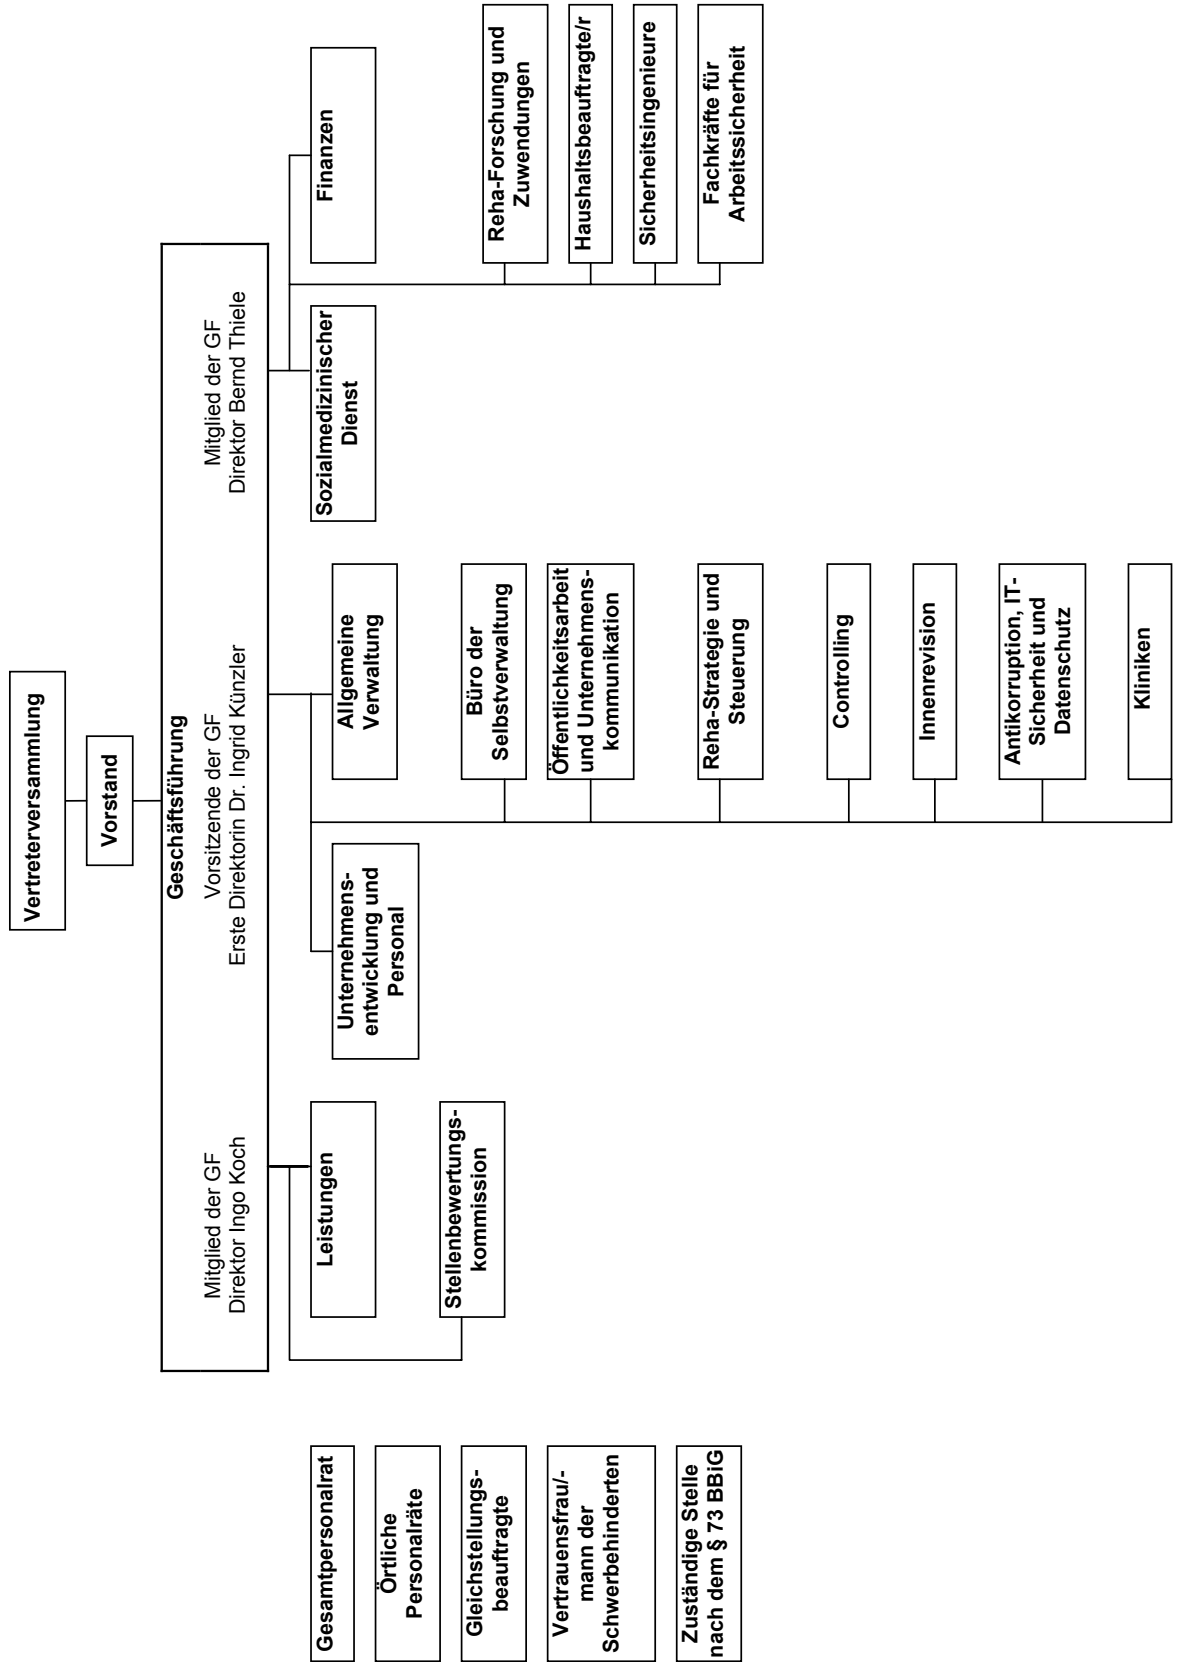 Vertreterversammlung
Vorstand
Geschäftsführung
Mitglied der GF
Direktor Ingo Koch
Vorsitzende der GF
Erste Direktorin Dr. Ingrid Künzler
Mitglied der GF
Direktor Bernd Thiele
Gesamtpersonalrat
Örtliche
Personalräte
Gleichstellungs-
beauftragte
Vertrauensfrau/-
mann der
Schwerbehinderten
Zuständige Stelle
nach dem § 73 BBiG
Leistungen
Stellenbewertungs-
kommission
Unternehmens-
entwicklung und
Personal
Allgemeine
Verwaltung
Büro der
Selbstverwaltung
Öffentlichkeitsarbeit
und Unternehmens-
kommunikation
Reha-Strategie und
Steuerung
Controlling
Innenrevision
Antikorruption, IT-
Sicherheit und
Datenschutz
Kliniken
Sozialmedizinischer
Dienst
Finanzen
Reha-Forschung und
Zuwendungen
Haushaltsbeauftragte/r
Sicherheitsingenieure
Fachkräfte für
Arbeitssicherheit